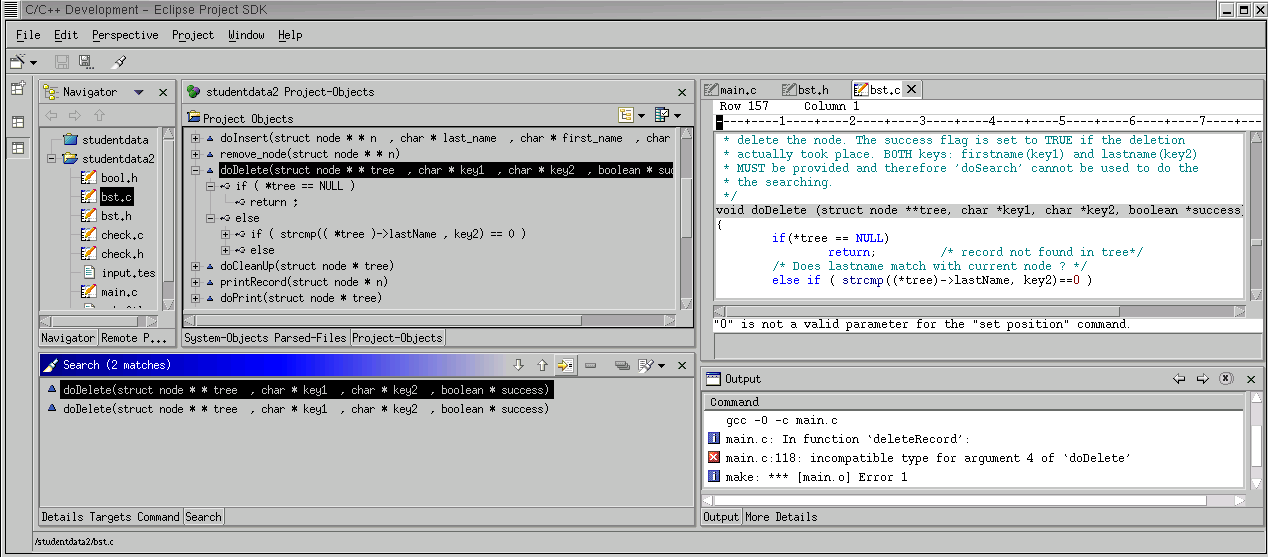 C/C++ Development - Eclipse Project SDK
File Edit Perspective Project Window Help
Navigator
studentdata
studentdata2
bool.h
bst.c
bst.h
check.c
check.h
input.tes
main.c
Navigator Remote P...
studentdata2 Project-Objects
Project Objects
doInsert(struct node * * n , char * last_name , char * first_name , char
remove_node(struct node * * n)
doDelete(struct node * * tree , char * key1 , char * key2 , boolean * suc
if ( *tree == NULL )
return ;
else
if ( strcmp(( *tree )->lastName , key2) == 0 )
else
doCleanUp(struct node * tree)
printRecord(struct node * n)
doPrint(struct node * tree)
System-Objects Parsed-Files Project-Objects
main.c bst.h bst.c
Row 157 Column 1
----+----1----+----2----+----3----+----4----+----5----+----6----+----7----+--
* delete the node. The success flag is set to TRUE if the deletion
* actually took place. BOTH keys: firstname(key1) and lastname(key2)
* MUST be provided and therefore 'doSearch' cannot be used to do the
* the searching.
*/
void doDelete (struct node **tree, char *key1, char *key2, boolean *success)
{
if(*tree == NULL)
return; /* record not found in tree*/
/* Does lastname match with current node ? */
else if ( strcmp((*tree)->lastName, key2)==0 )
"0" is not a valid parameter for the "set position" command.
Search (2 matches)
doDelete(struct node * * tree , char * key1 , char * key2 , boolean * success)
doDelete(struct node * * tree , char * key1 , char * key2 , boolean * success)
Details Targets Command Search
Output
Command
gcc -O -c main.c
main.c: In function `deleteRecord':
main.c:118: incompatible type for argument 4 of `doDelete'
make: *** [main.o] Error 1
Output More Details
/studentdata2/bst.c